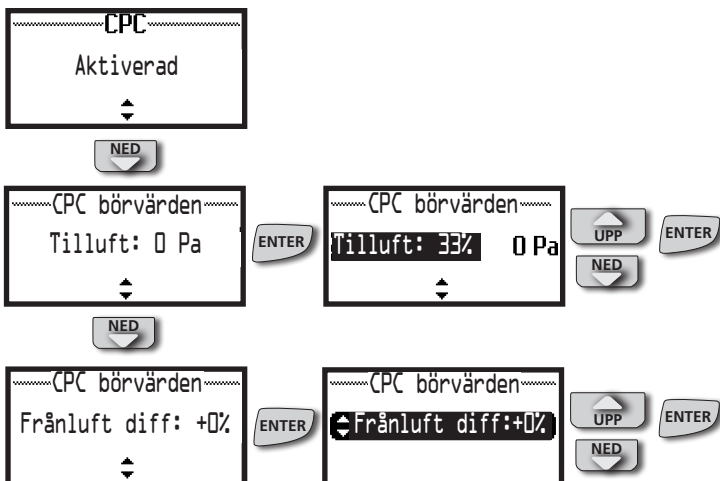 CPC
Aktiverad
NED
CPC börvärden
Tilluft: 0 Pa
ENTER
CPC börvärden
Tilluft: 33% 0 Pa
UPP
NED
ENTER
NED
CPC börvärden
Frånluft diff: +0%
ENTER
CPC börvärden
Frånluft diff:+0%
UPP
NED
ENTER